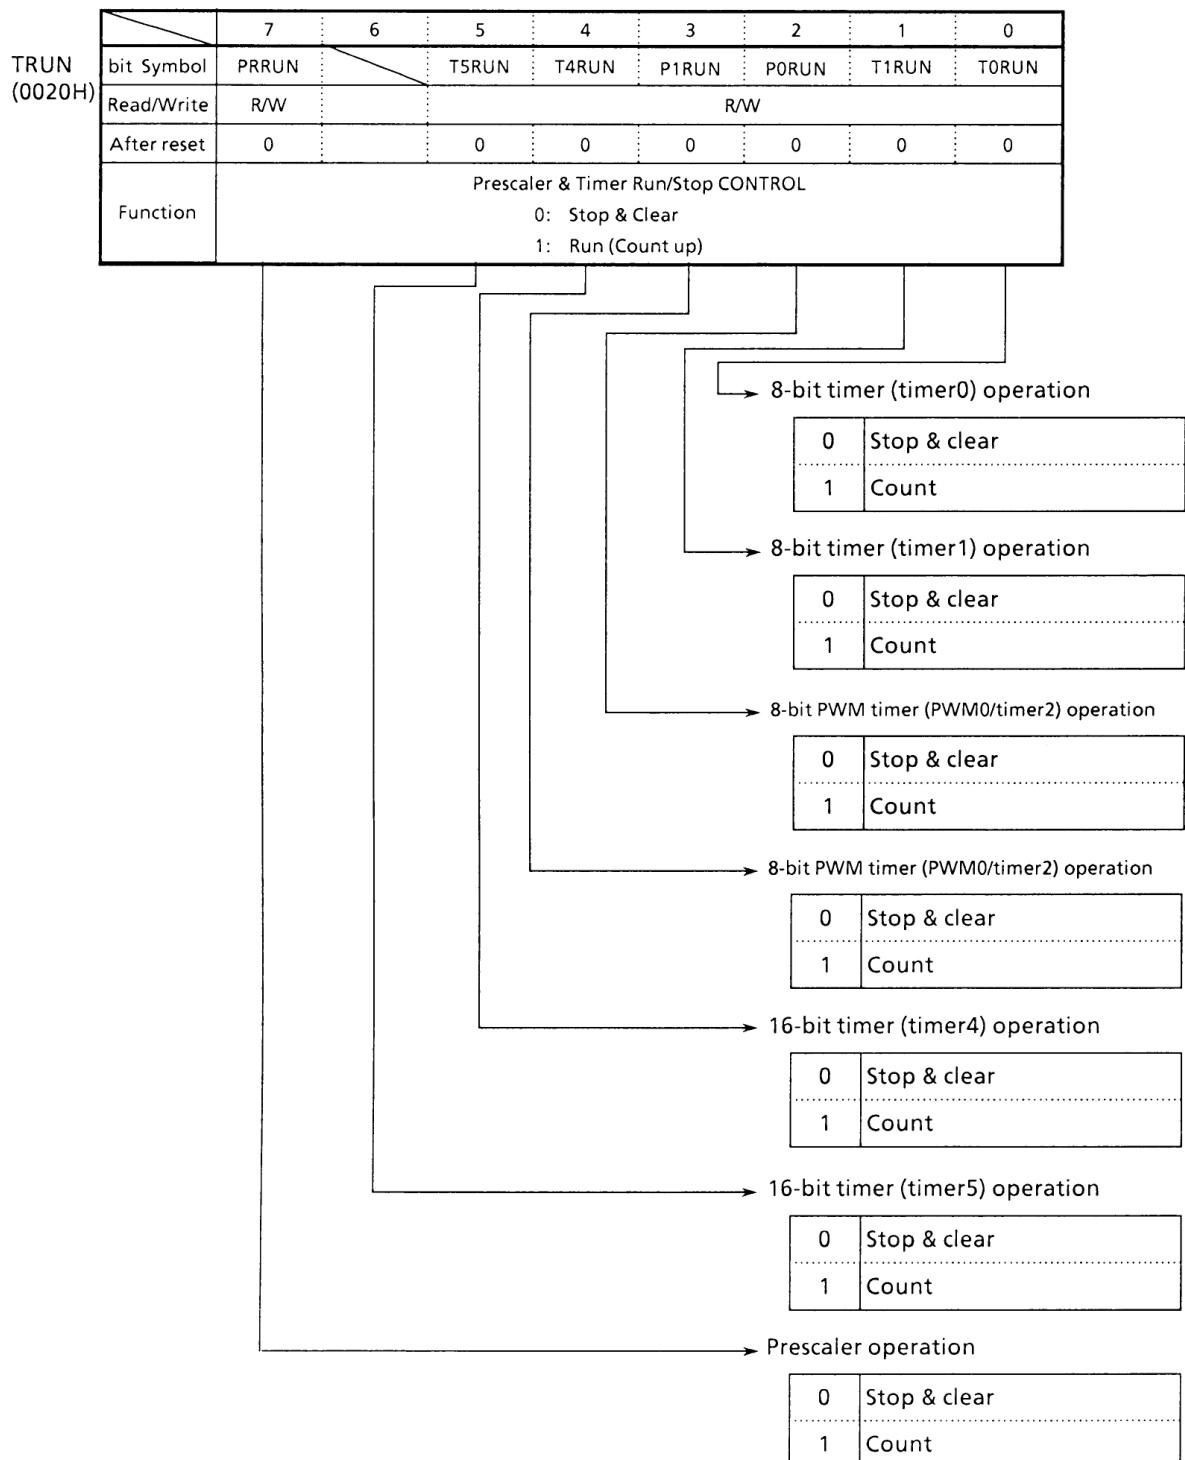 7 6 5 4 3 2 1 0
TRUN
(0020H)
bit Symbol PRRUN T5RUN T4RUN P1RUN P0RUN T1RUN T0RUN
Read/Write R/W R/W
After reset 0 0 0 0 0 0 0
Function
Prescaler & Timer Run/Stop CONTROL
0: Stop & Clear
1: Run (Count up)
8-bit timer (timer0) operation
0 Stop & clear
1 Count
8-bit timer (timer1) operation
0 Stop & clear
1 Count
8-bit PWM timer (PWM0/timer2) operation
0 Stop & clear
1 Count
8-bit PWM timer (PWM0/timer2) operation
0 Stop & clear
1 Count
16-bit timer (timer4) operation
0 Stop & clear
1 Count
16-bit timer (timer5) operation
0 Stop & clear
1 Count
Prescaler operation
0 Stop & clear
1 Count